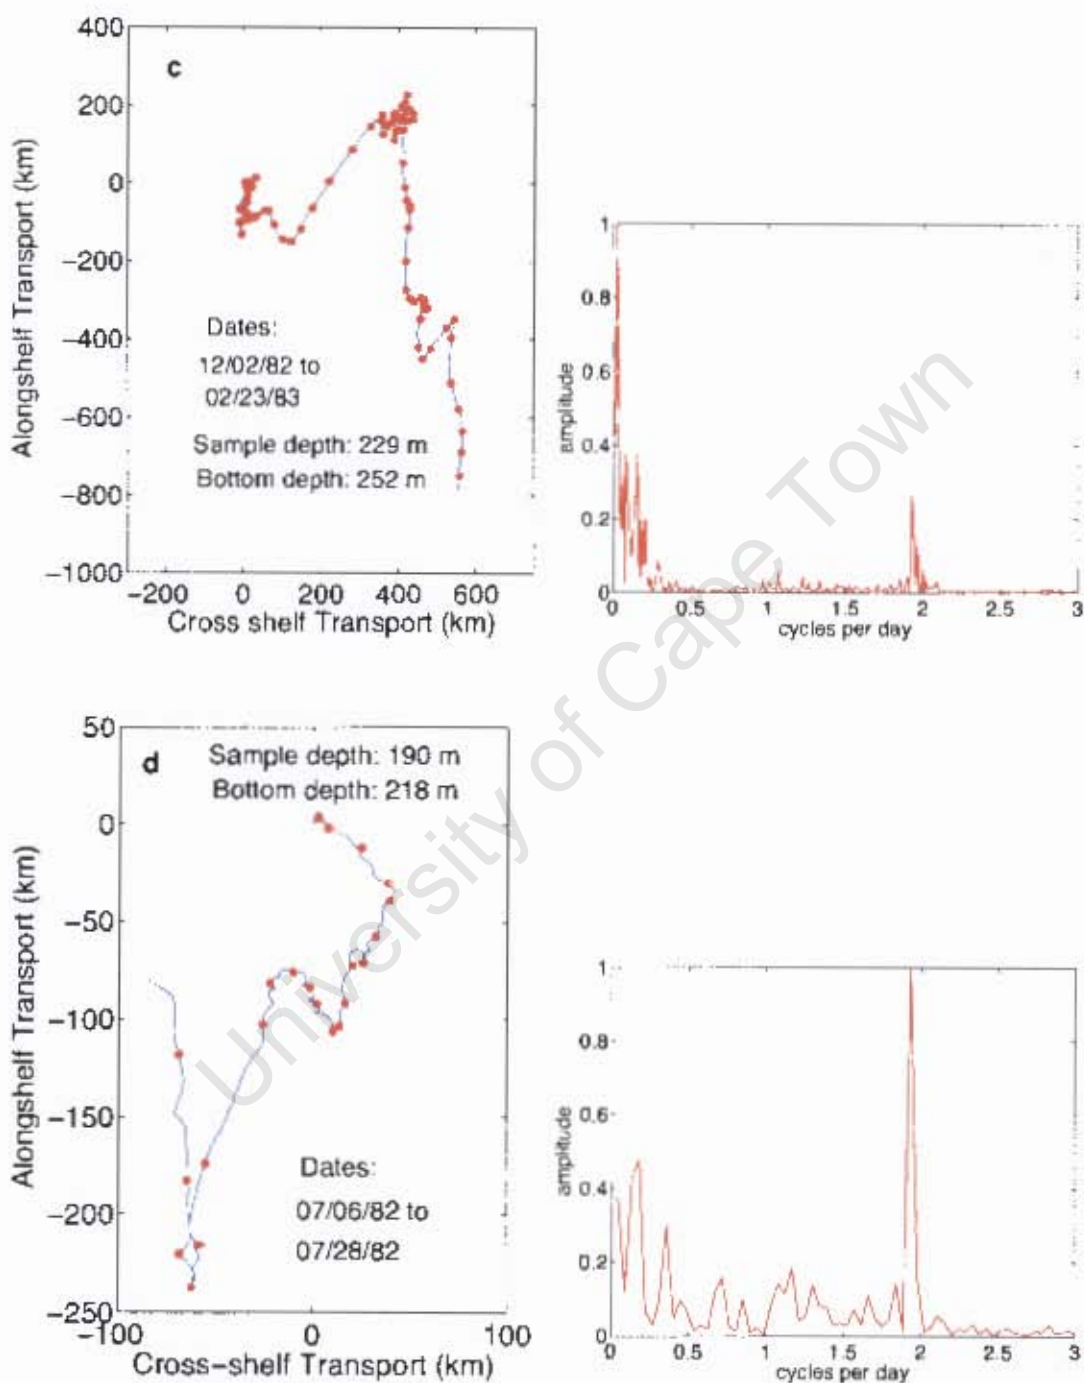 c
Alongshelf Transport (km)
400
200
0
−200
−400
−600
−800
−1000
Dates:
12/02/82 to
02/23/83
Sample depth: 229 m
Bottom depth: 252 m
−200 0 200 400 600
Cross shelf Transport (km)
amplitude
1
0.8
0.6
0.4
0.2
0
0 0.5 1 1.5 2 2.5 3
cycles per day
d
Sample depth: 190 m
Bottom depth: 218 m
Alongshelf Transport (km)
50
0
−50
−100
−150
−200
−250
Dates:
07/06/82 to
07/28/82
−100 0 100
Cross−shelf Transport (km)
amplitude
1
0.8
0.6
0.4
0.2
0
0 0.5 1 1.5 2 2.5 3
cycles per day
University of Cape Town